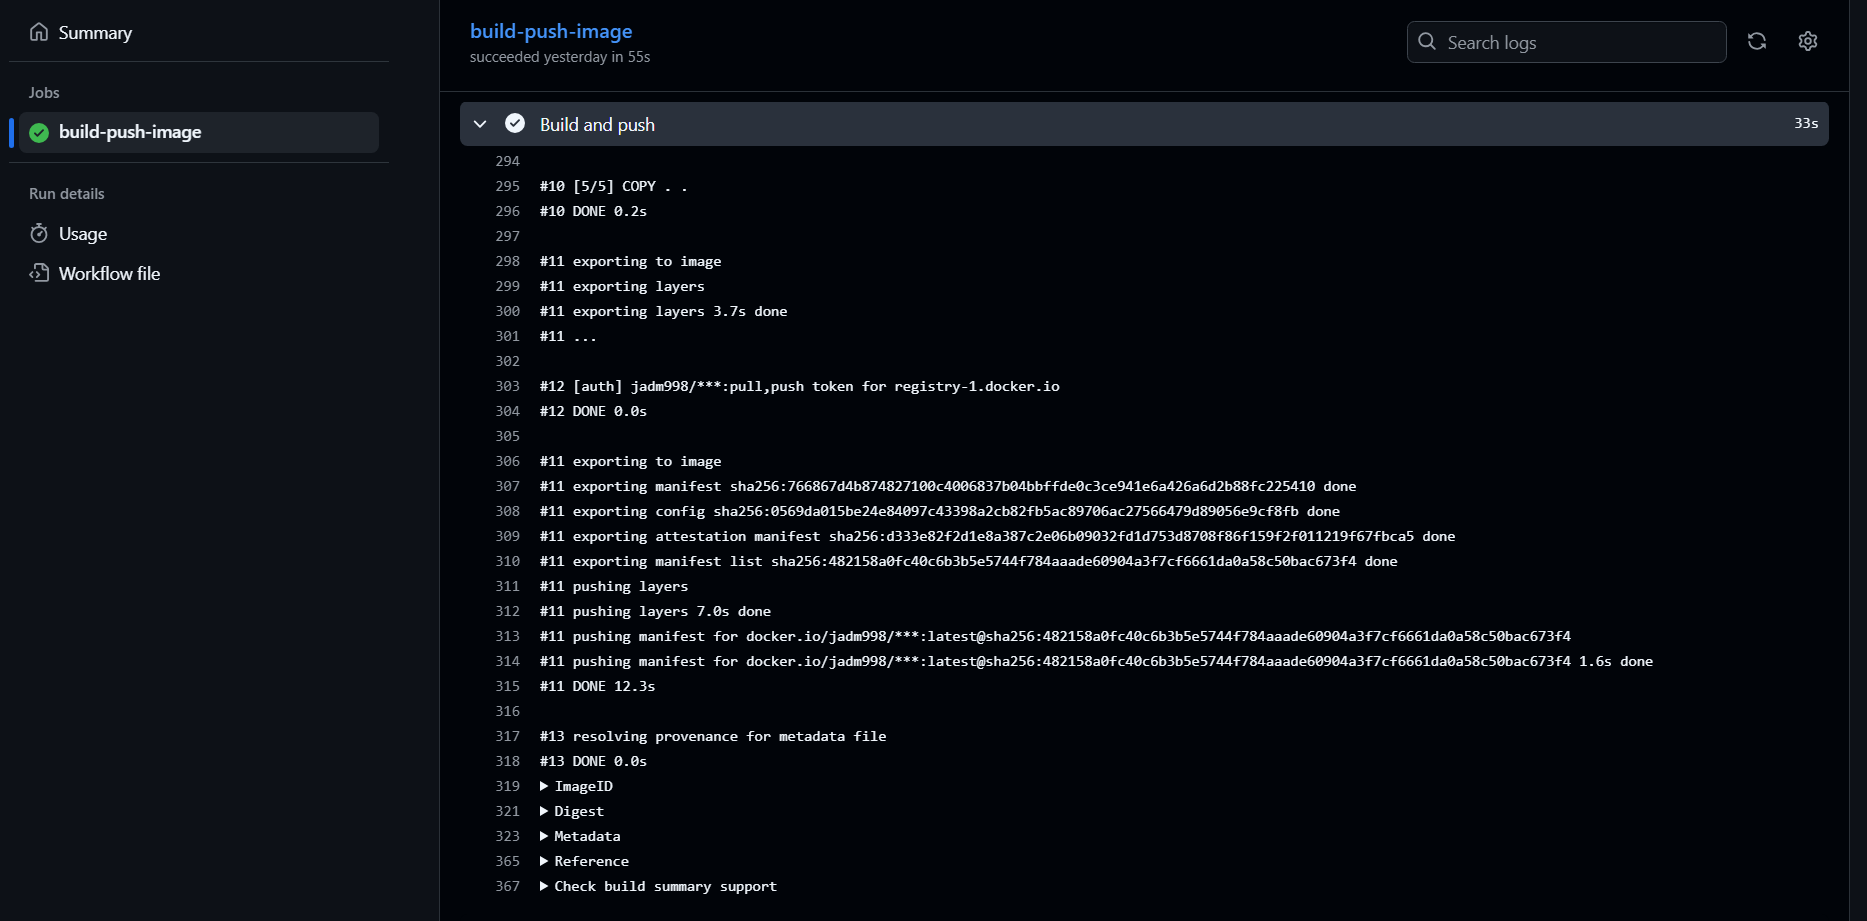 Summary
Jobs
build-push-image
Run details
Usage
Workflow file
build-push-image
succeeded yesterday in 55s
Search logs
Build and push
33s
294
295 #10 [5/5] COPY . .
296 #10 DONE 0.2s
297
298 #11 exporting to image
299 #11 exporting layers
300 #11 exporting layers 3.7s done
301 #11 ...
302
303 #12 [auth] jadm998/***:pull,push token for registry-1.docker.io
304 #12 DONE 0.0s
305
306 #11 exporting to image
307 #11 exporting manifest sha256:766867d4b874827100c4006837b04bbffde0c3ce941e6a426a6d2b88fc225410 done
308 #11 exporting config sha256:0569da015be24e84097c43398a2cb82fb5ac89706ac27566479d89056e9cf8fb done
309 #11 exporting attestation manifest sha256:d333e82f2d1e8a387c2e06b09032fd1d753d8708f86f159f2f011219f67fbca5 done
310 #11 exporting manifest list sha256:482158a0fc40c6b3b5e5744f784aaade60904a3f7cf6661da0a58c50bac673f4 done
311 #11 pushing layers
312 #11 pushing layers 7.0s done
313 #11 pushing manifest for docker.io/jadm998/***:latest@sha256:482158a0fc40c6b3b5e5744f784aaade60904a3f7cf6661da0a58c50bac673f4
314 #11 pushing manifest for docker.io/jadm998/***:latest@sha256:482158a0fc40c6b3b5e5744f784aaade60904a3f7cf6661da0a58c50bac673f4 1.6s done
315 #11 DONE 12.3s
316
317 #13 resolving provenance for metadata file
318 #13 DONE 0.0s
319 ▶ ImageID
321 ▶ Digest
323 ▶ Metadata
365 ▶ Reference
367 ▶ Check build summary support